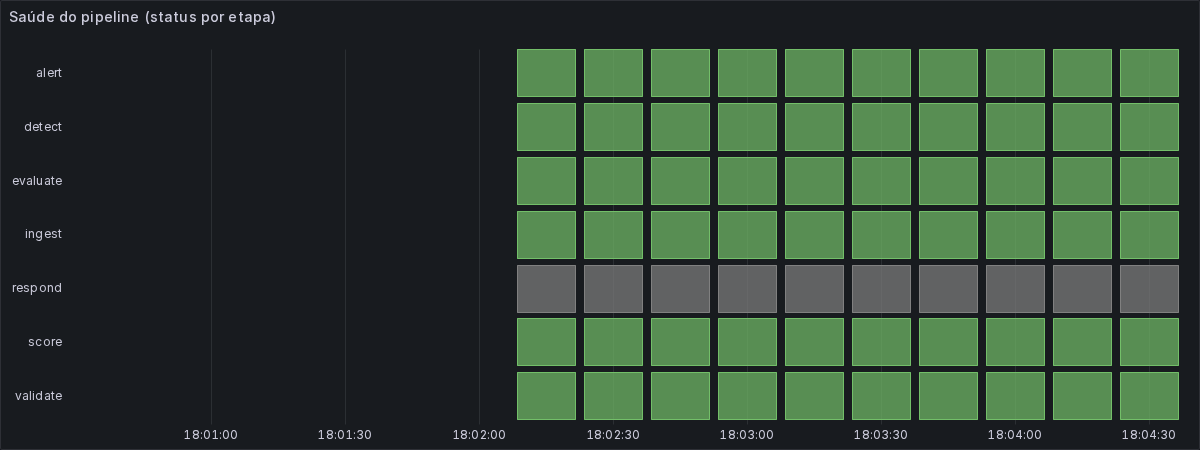 Saúde do pipeline (status por etapa)
alert
detect
evaluate
ingest
respond
score
validate
18:01:00 18:01:30 18:02:00 18:02:30 18:03:00 18:03:30 18:04:00 18:04:30